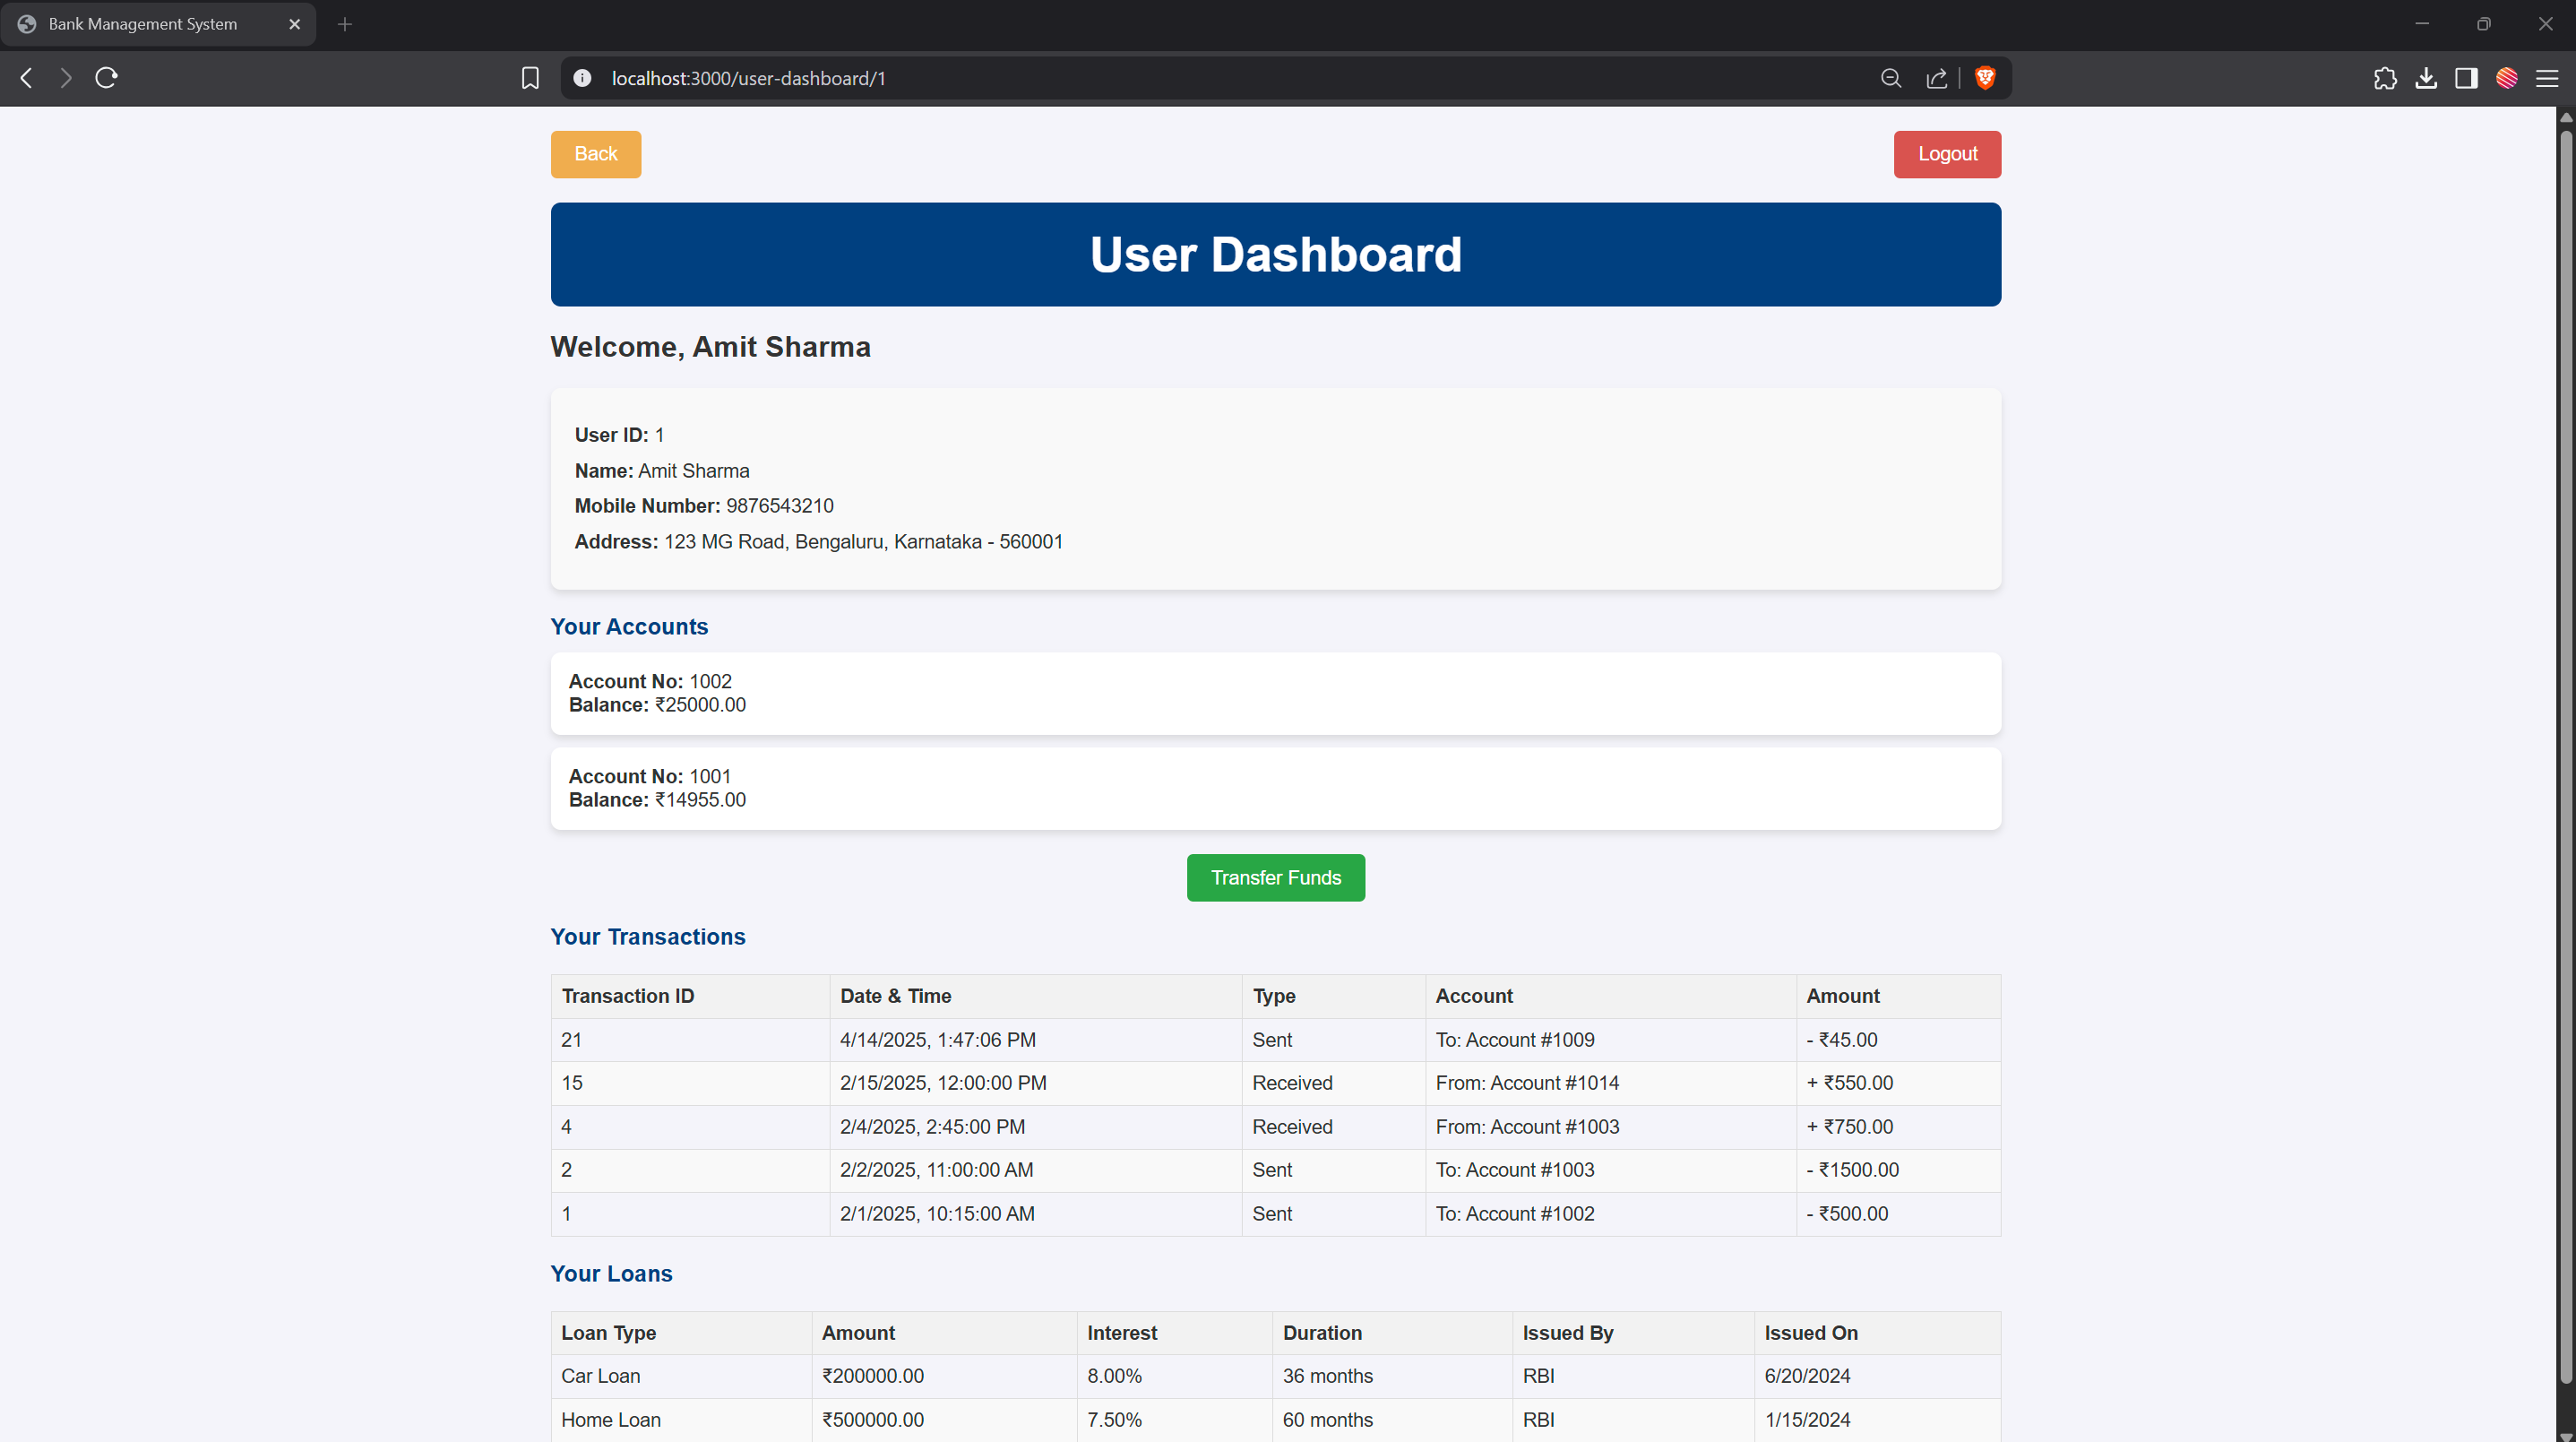 Bank Management System
localhost:3000/user-dashboard/1
Back
Logout
User Dashboard
Welcome, Amit Sharma
User ID: 1
Name: Amit Sharma
Mobile Number: 9876543210
Address: 123 MG Road, Bengaluru, Karnataka - 560001
Your Accounts
Account No: 1002
Balance: ₹25000.00
Account No: 1001
Balance: ₹14955.00
Transfer Funds
Your Transactions
Transaction ID Date & Time Type Account Amount
21 4/14/2025, 1:47:06 PM Sent To: Account #1009 - ₹45.00
15 2/15/2025, 12:00:00 PM Received From: Account #1014 + ₹550.00
4 2/4/2025, 2:45:00 PM Received From: Account #1003 + ₹750.00
2 2/2/2025, 11:00:00 AM Sent To: Account #1003 - ₹1500.00
1 2/1/2025, 10:15:00 AM Sent To: Account #1002 - ₹500.00
Your Loans
Loan Type Amount Interest Duration Issued By Issued On
Car Loan ₹200000.00 8.00% 36 months RBI 6/20/2024
Home Loan ₹500000.00 7.50% 60 months RBI 1/15/2024